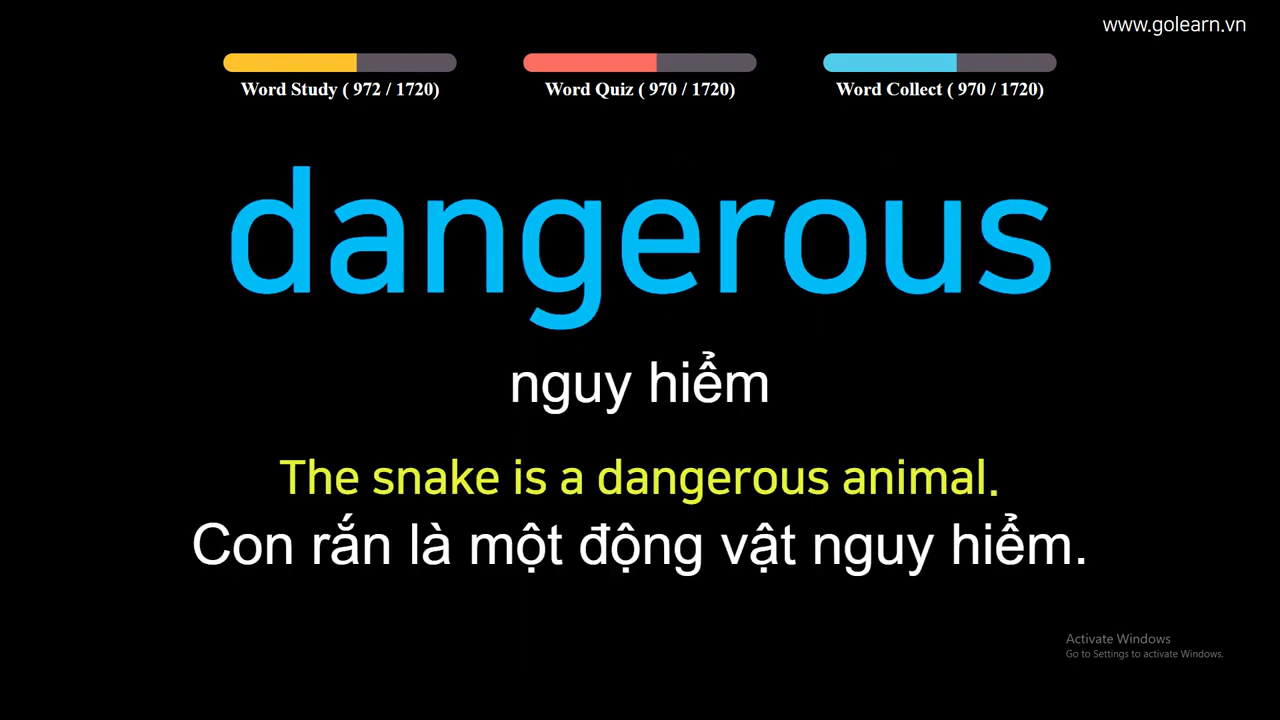 www.golearn.vn
Word Study ( 972 / 1720) Word Quiz ( 970 / 1720) Word Collect ( 970 / 1720)
dangerous
nguy hiểm
The snake is a dangerous animal.
Con rắn là một động vật nguy hiểm.
Activate Windows
Go to Settings to activate Windows.